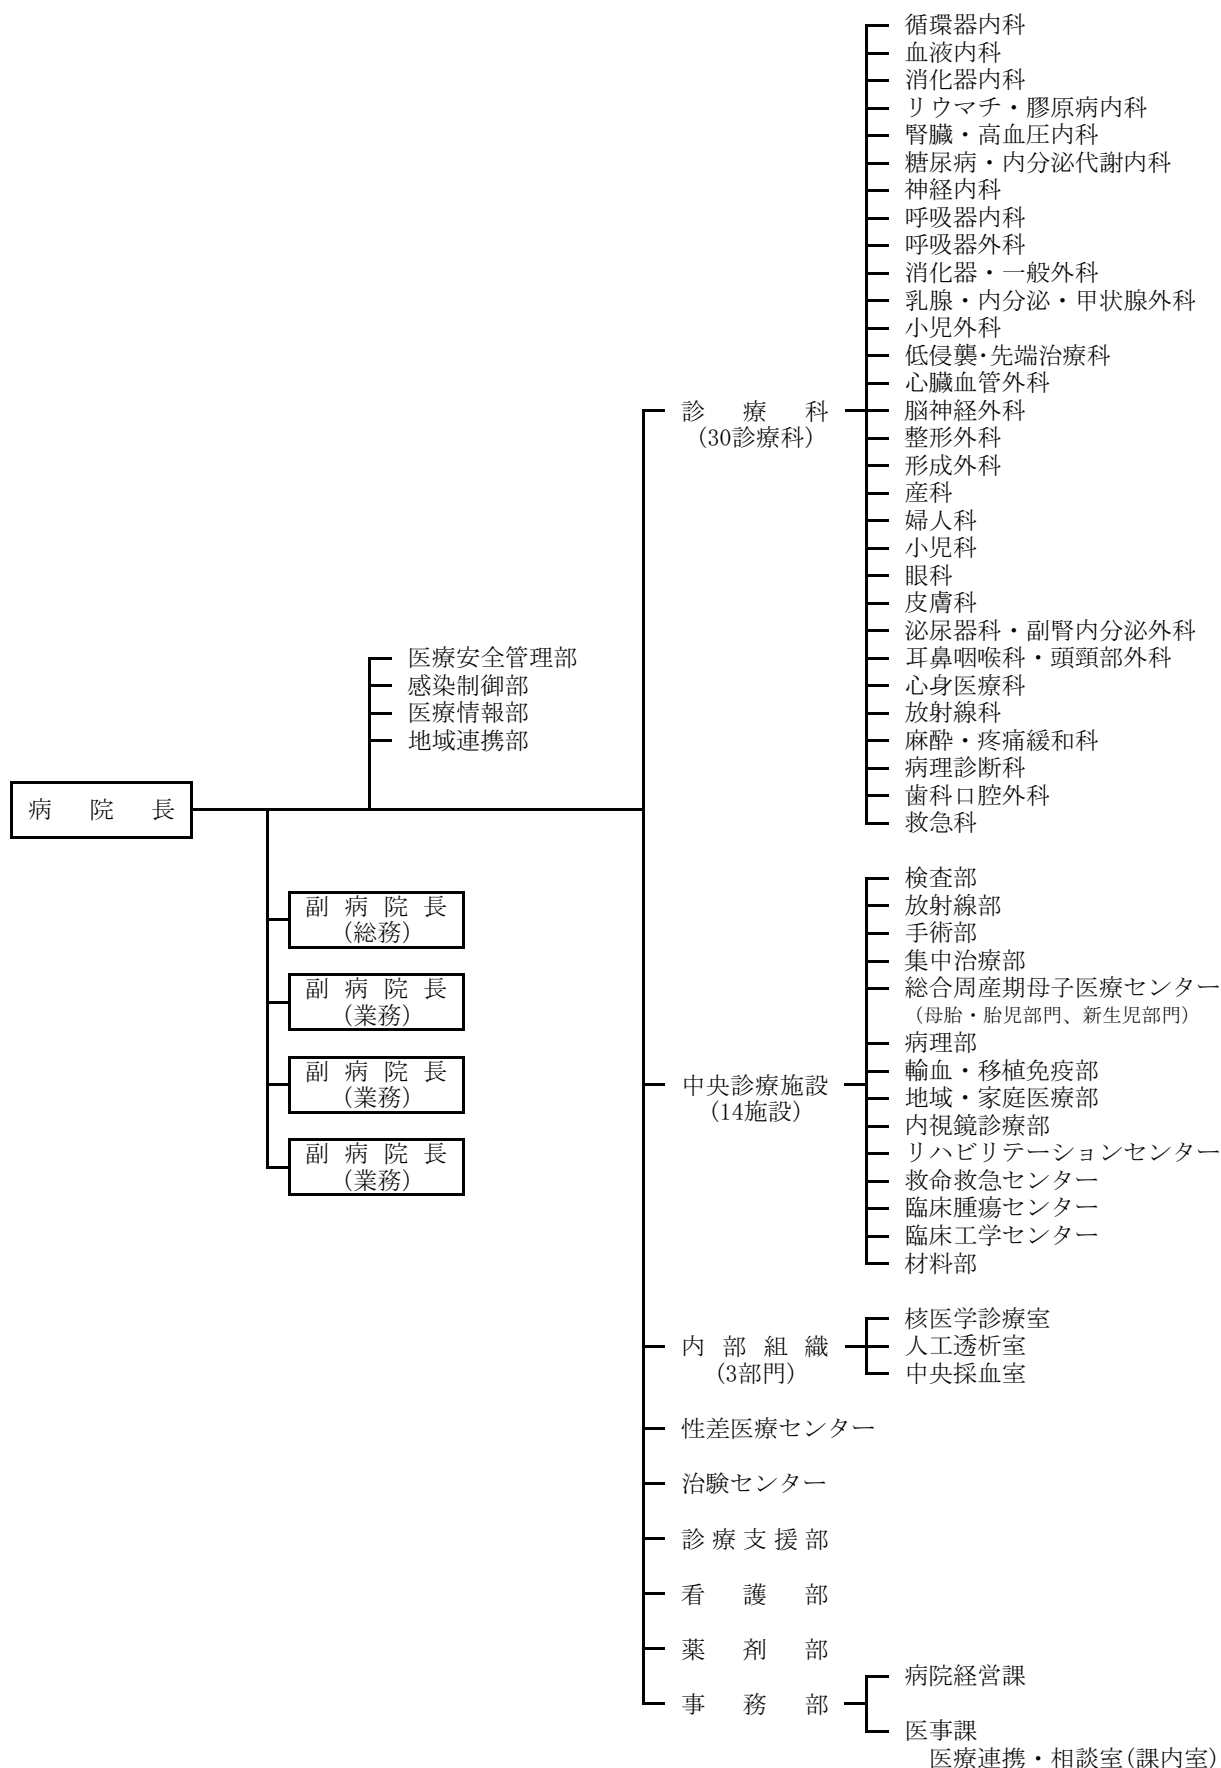 病院長
副病院長
(総務)
副病院長
(業務)
副病院長
(業務)
副病院長
(業務)
医療安全管理部
感染制御部
医療情報部
地域連携部
診療科
(30診療科)
循環器内科
血液内科
消化器内科
リウマチ・膠原病内科
腎臓・高血圧内科
糖尿病・内分泌代謝内科
神経内科
呼吸器内科
呼吸器外科
消化器・一般外科
乳腺・内分泌・甲状腺外科
小児外科
低侵襲・先端治療科
心臓血管外科
脳神経外科
整形外科
形成外科
産科
婦人科
小児科
眼科
皮膚科
泌尿器科・副腎内分泌外科
耳鼻咽喉科・頭頸部外科
心身医療科
放射線科
麻酔・疼痛緩和科
病理診断科
歯科口腔外科
救急科
中央診療施設
(14施設)
検査部
放射線部
手術部
集中治療部
総合周産期母子医療センター
(母胎・胎児部門、新生児部門)
病理部
輸血・移植免疫部
地域・家庭医療部
内視鏡診療部
リハビリテーションセンター
救命救急センター
臨床腫瘍センター
臨床工学センター
材料部
内部組織
(3部門)
核医学診療室
人工透析室
中央採血室
性差医療センター
治験センター
診療支援部
看護部
薬剤部
事務部
病院経営課
医事課
医療連携・相談室(課内室)